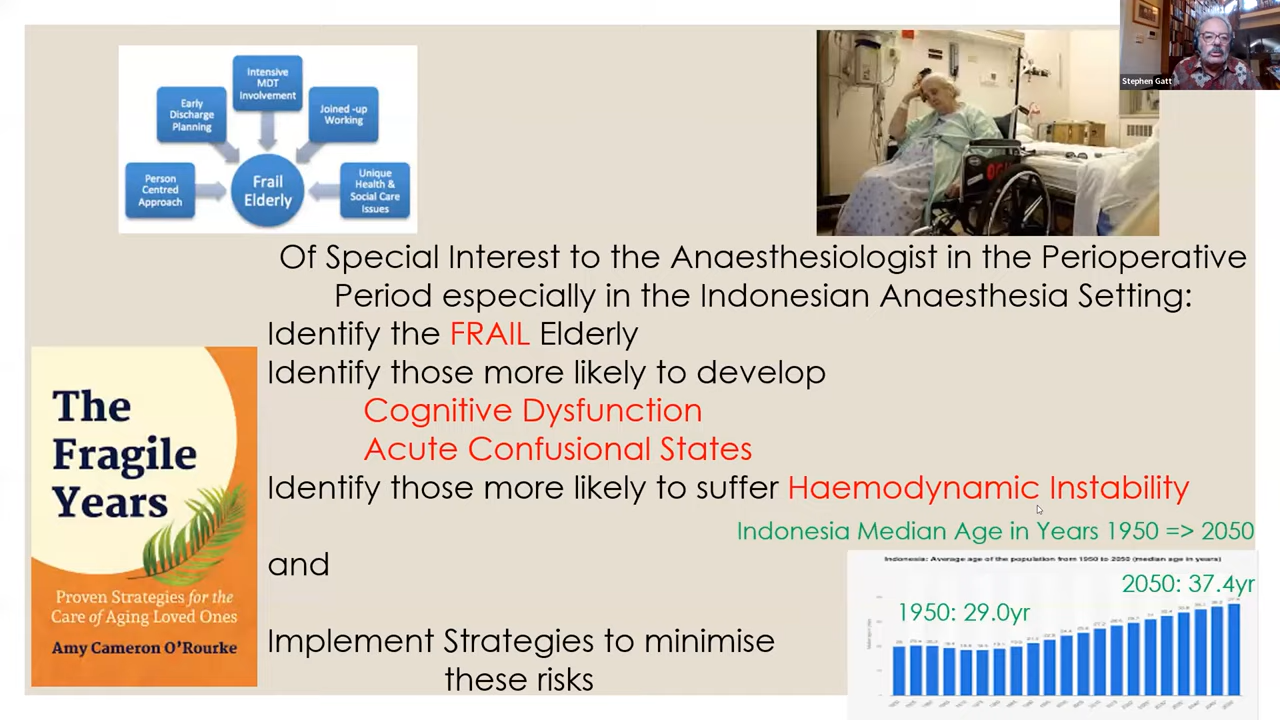 Stephen Gatt
Intensive
MDT
Involvement
Early
Discharge
Planning
Joined -up
Working
Person
Centred
Approach
Frail
Elderly
Unique
Health &
Social Care
Issues
Of Special Interest to the Anaesthesiologist in the Perioperative
Period especially in the Indonesian Anaesthesia Setting:
Identify the FRAIL Elderly
Identify those more likely to develop
Cognitive Dysfunction
Acute Confusional States
Identify those more likely to suffer Haemodynamic Instability
and
Implement Strategies to minimise
these risks
The
Fragile
Years
Proven Strategies for the
Care of Aging Loved Ones
Amy Cameron O'Rourke
Indonesia Median Age in Years 1950 => 2050
Indonesia: Average age of the population from 1950 to 2050 (median age in years)
2050: 37.4yr
1950: 29.0yr